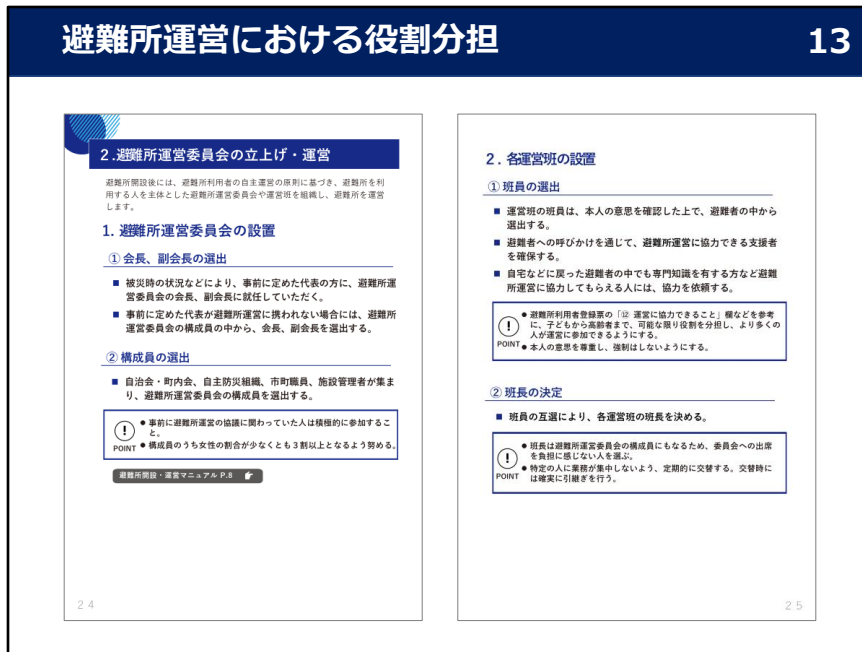 避難所運営における役割分担
13
2.避難所運営委員会の立上げ・運営
避難所開設後には、避難所利用者の自主運営の原則に基づき、避難所を利
用する人を主体とした避難所運営委員会や運営班を組織し、避難所を運営
します。
1. 避難所運営委員会の設置
① 会長、副会長の選出
■ 被災時の状況などにより、事前に定めた代表の方に、避難所運
営委員会の会長、副会長に就任していただく。
■ 事前に定めた代表が避難所運営に携われない場合には、避難所
運営委員会の構成員の中から、会長、副会長を選出する。
② 構成員の選出
■ 自治会・町内会、自主防災組織、市町職員、施設管理者が集ま
り、避難所運営委員会の構成員を選出する。
! POINT
● 事前に避難所運営の協議に関わっていた人は積極的に参加するこ
と。
● 構成員のうち女性の割合が少なくとも3割以上となるよう努める。
避難所開設・運営マニュアル P.8
24
2. 各運営班の設置
① 班員の選出
■ 運営班の班員は、本人の意思を確認した上で、避難者の中から
選出する。
■ 避難者への呼びかけを通じて、避難所運営に協力できる支援者
を確保する。
■ 自宅などに戻った避難者の中でも専門知識を有する方など避難
所運営に協力してもらえる人には、協力を依頼する。
! POINT
● 避難所利用者登録票の「⑫ 運営に協力できること」欄などを参考
に、子どもから高齢者まで、可能な限り役割を分担し、より多くの
人が運営に参加できるようにする。
● 本人の意思を尊重し、強制はしないようにする。
② 班長の決定
■ 班員の互選により、各運営班の班長を決める。
! POINT
● 班長は避難所運営委員会の構成員にもなるため、委員会への出席
を負担に感じない人を選ぶ。
● 特定の人に業務が集中しないよう、定期的に交替する。交替時に
は確実に引継ぎを行う。
25